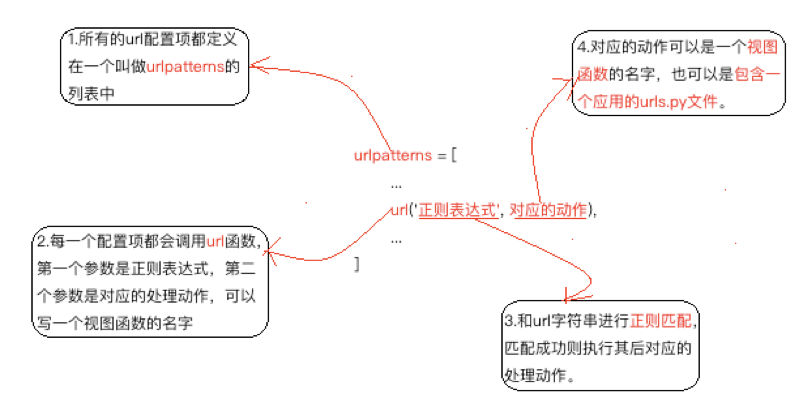 1.所有的url配置项都定义
在一个叫做urlpatterns的
列表中
4.对应的动作可以是一个视图
函数的名字，也可以是包含一
个应用的urls.py文件。
urlpatterns = [
...
url('正则表达式', 对应的动作),
...
]
2.每一个配置项都会调用url函数,
第一个参数是正则表达式，第二
个参数是对应的处理动作，可以
写一个视图函数的名字
3.和url字符串进行正则匹配,
匹配成功则执行其后对应的
处理动作。